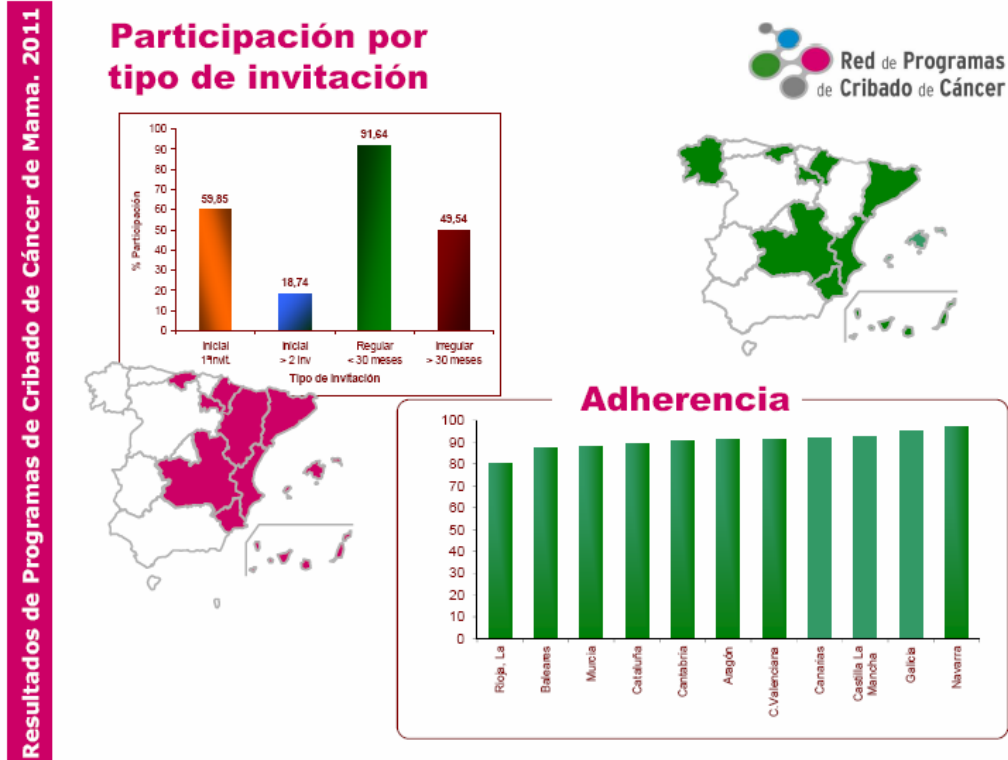 Resultados de Programas de Cribado de Cáncer de Mama. 2011
Participación por
tipo de invitación
Red de Programas
de Cribado de Cáncer
100
90
80
70
60
50
40
30
20
10
0
% Participación
59,85
18,74
91,64
49,54
Inicial
1ªinvit.
Inicial
> 2 inv
Regular
< 30 meses
Irregular
> 30 meses
Tipo de invitación
Adherencia
100
90
80
70
60
50
40
30
20
10
0
Rioja, La
Baleares
Murcia
Cataluña
Cantabria
Aragón
C.Valenciana
Canarias
Castilla La
Mancha
Galicia
Navarra